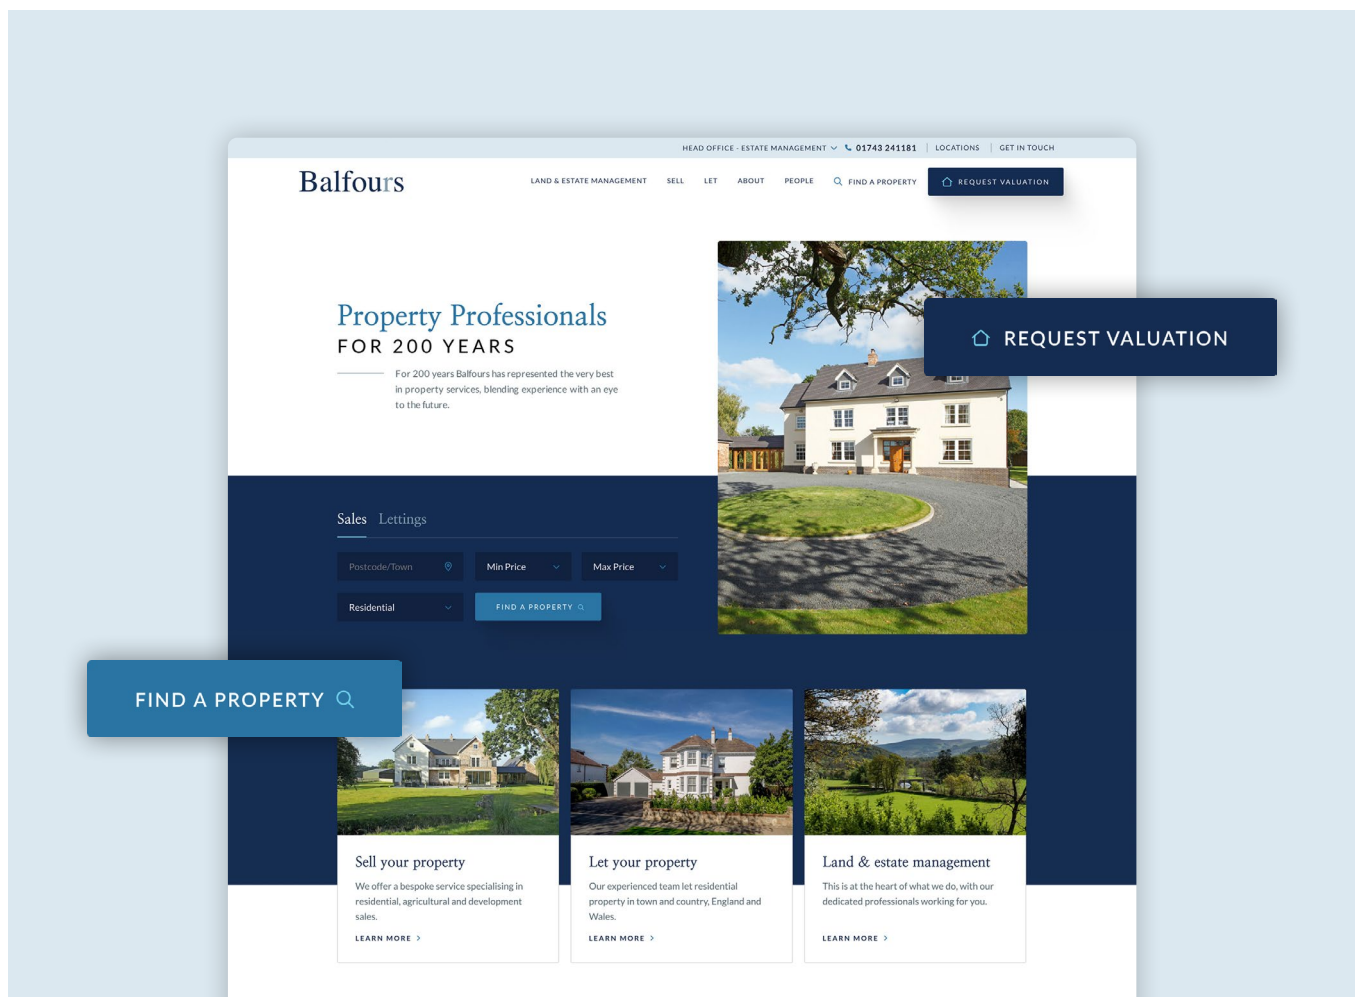 HEAD OFFICE - ESTATE MANAGEMENT 01743 241181 LOCATIONS GET IN TOUCH
Balfours
LAND & ESTATE MANAGEMENT SELL LET ABOUT PEOPLE FIND A PROPERTY REQUEST VALUATION
Property Professionals
FOR 200 YEARS
For 200 years Balfours has represented the very best
in property services, blending experience with an eye
to the future.
REQUEST VALUATION
Sales Lettings
Postcode/Town Min Price Max Price
Residential FIND A PROPERTY
FIND A PROPERTY
Sell your property
We offer a bespoke service specialising in
residential, agricultural and development
sales.
LEARN MORE
Let your property
Our experienced team let residential
property in town and country, England and
Wales.
LEARN MORE
Land & estate management
This is at the heart of what we do, with our
dedicated professionals working for you.
LEARN MORE